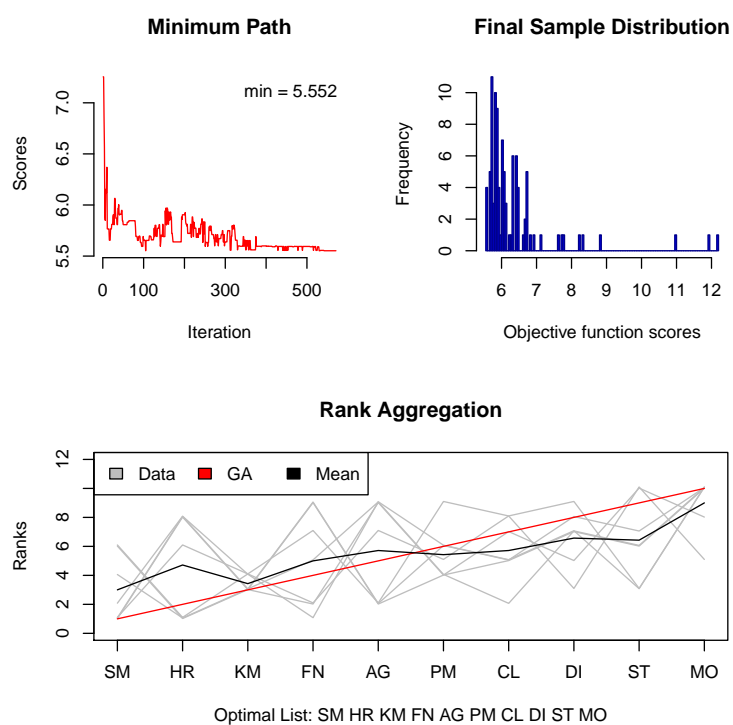 Minimum Path
min = 5.552
Scores
7.0
6.5
6.0
5.5
0 100 300 500
Iteration
Final Sample Distribution
Frequency
10
8
6
4
2
0
6 7 8 9 10 11 12
Objective function scores
Rank Aggregation
Data GA Mean
Ranks
12
8
6
4
2
0
SM HR KM FN AG PM CL DI ST MO
Optimal List: SM HR KM FN AG PM CL DI ST MO